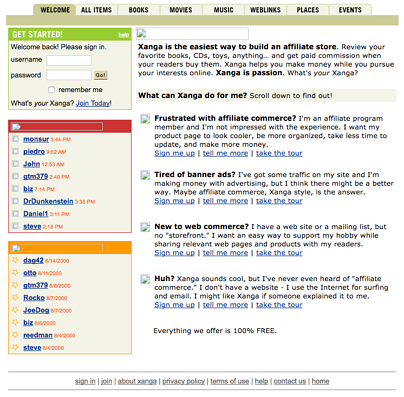 WELCOME ALL ITEMS BOOKS MOVIES MUSIC WEBLINKS PLACES EVENTS
GET STARTED! help
Welcome back! Please sign in.
username
password Go!
remember me
What's your Xanga? Join Today!
monsur 3:44 PM
piedro 9:52 AM
John 12:53 AM
qtm379 2:46 PM
biz 7:14 PM
DrDunkenstein 3:36 PM
Daniel1 3:11 PM
steve 2:16 PM
dag42 8/14/2000
otto 8/11/2000
gtm379 8/8/2000
Rocko 8/7/2000
JoeDog 8/7/2000
biz 8/7/2000
reedman 8/4/2000
steve 8/4/2000
Xanga is the easiest way to build an affiliate store. Review your
favorite books, CDs, toys, anything... and get paid commission when
your readers buy them. Xanga helps you make money while you pursue
your interests online. Xanga is passion. What's your Xanga?
What can Xanga do for me? Scroll down to find out!
Frustrated with affiliate commerce? I'm an affiliate program
member and I'm not impressed with the experience. I want my
product page to look cooler, be more organized, take less time to
update, and make more money.
Sign me up | tell me more | take the tour
Tired of banner ads? I've got some traffic on my site and I'm
making money with advertising, but I think there might be a better
way. Maybe affiliate commerce, Xanga style, is the answer.
Sign me up | tell me more | take the tour
New to web commerce? I have a web site or a mailing list, but
no "storefront." I want an easy way to support my hobby while
sharing relevant web pages and products with my readers.
Sign me up | tell me more | take the tour
Huh? Xanga sounds cool, but I've never even heard of "affiliate
commerce." I don't have a website - I use the Internet for surfing
and email. I might like Xanga if someone explained it to me.
Sign me up | tell me more | take the tour
Everything we offer is 100% FREE.
sign in | join | about xanga | privacy policy | terms of use | help | contact us | home